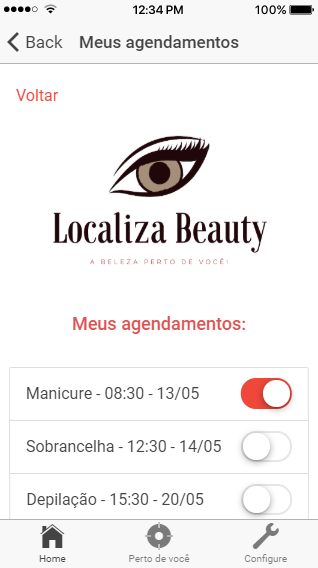 12:34 PM
100%
Back
Meus agendamentos
Voltar
Localiza Beauty
A BELEZA PERTO DE VOCÊ!
Meus agendamentos:
Manicure - 08:30 - 13/05
Sobrancelha - 12:30 - 14/05
Depilação - 15:30 - 20/05
Home
Perto de você
Configure